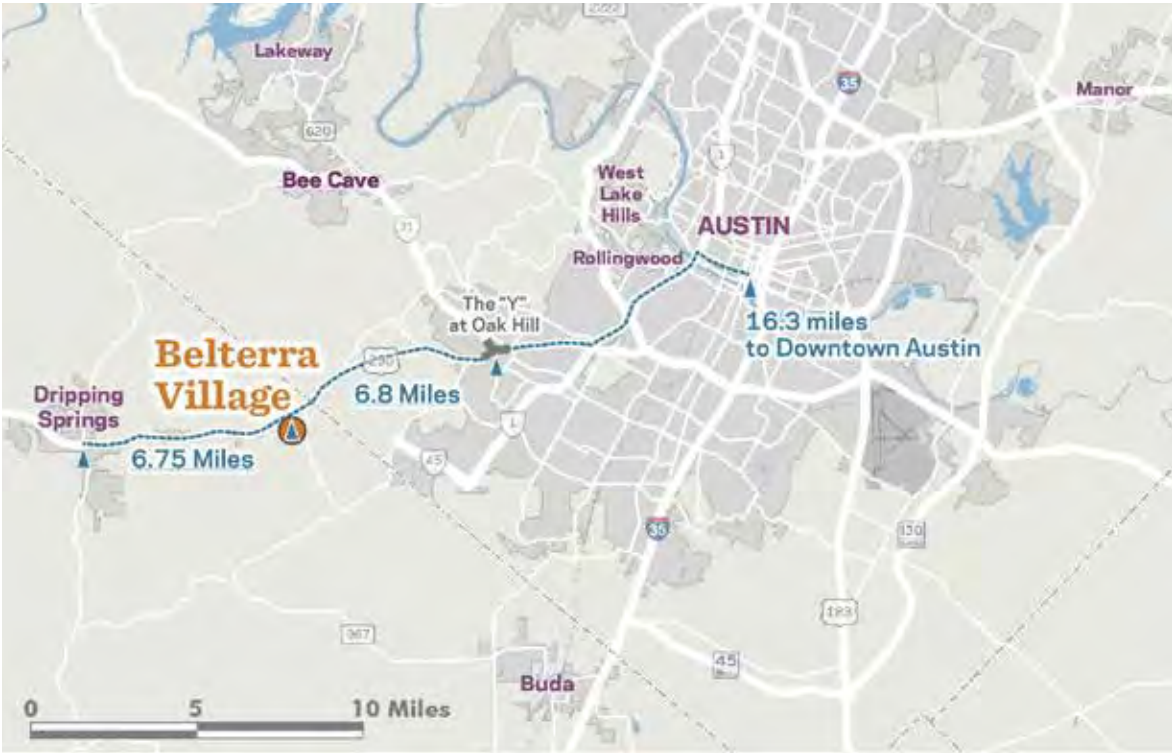 2222
Lakeway
35
Manor
620
1
Bee Cave
West
Lake
Hills
71
AUSTIN
Rollingwood
The "Y"
at Oak Hill
16.3 miles
to Downtown Austin
Belterra
Village
290
6.8 Miles
Dripping
Springs
1
6.75 Miles
45
35
130
183
967
45
Buda
0 5 10 Miles